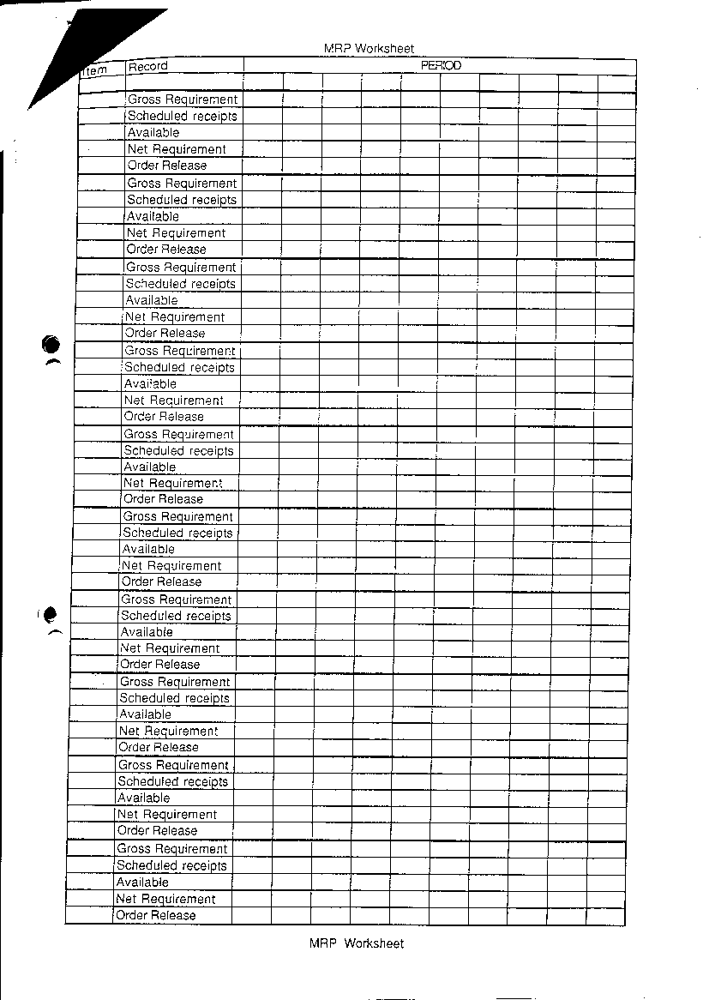 MRP Worksheet
Item Record PERIOD
Gross Requirement
Scheduled receipts
Available
Net Requirement
Order Release
Gross Requirement
Scheduled receipts
Available
Net Requirement
Order Release
Gross Requirement
Scheduled receipts
Available
Net Requirement
Order Release
Gross Requirement
Scheduled receipts
Available
Net Requirement
Order Release
Gross Requirement
Scheduled receipts
Available
Net Requirement
Order Release
Gross Requirement
Scheduled receipts
Available
Net Requirement
Order Release
Gross Requirement
Scheduled receipts
Available
Net Requirement
Order Release
Gross Requirement
Scheduled receipts
Available
Net Requirement
Order Release
Gross Requirement
Scheduled receipts
Available
Net Requirement
Order Release
Gross Requirement
Scheduled receipts
Available
Net Requirement
Order Release
MRP Worksheet